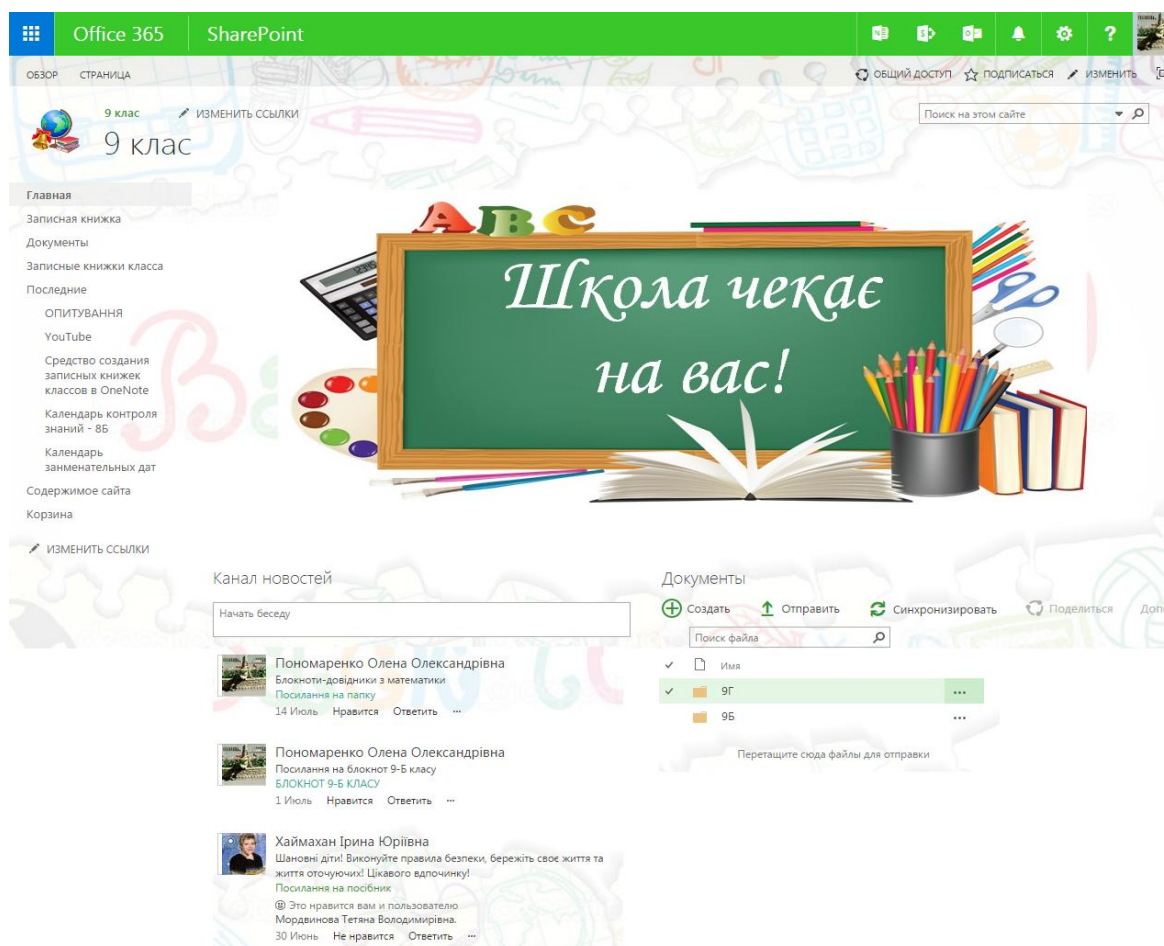 Office 365 SharePoint
ОБЗОР СТРАНИЦА
ОБЩИЙ ДОСТУП ПОДПИСАТЬСЯ ИЗМЕНИТЬ
9 клас ИЗМЕНИТЬ ССЫЛКИ
9 клас
Поиск на этом сайте
Главная
Записная книжка
Документы
Записные книжки класса
Последние
ОПИТУВАННЯ
YouTube
Средство создания
записных книжек
классов в OneNote
Календарь контроля
знаний - 8Б
Календарь
занменательных дат
Содержимое сайта
Корзина
ИЗМЕНИТЬ ССЫЛКИ
АВС
Школа чекає
на вас!
Канал новостей
Начать беседу
Пономаренко Олена Олександрівна
Блокноти-довідники з математики
Посилання на папку
14 Июль Нравится Ответить ...
Пономаренко Олена Олександрівна
Посилання на блокнот 9-Б класу
БЛОКНОТ 9-Б КЛАСУ
1 Июль Нравится Ответить ...
Хаймахан Ірина Юріївна
Шановні діти! Виконуйте правила безпеки, бережіть своє життя та
життя оточуючих! Цікавого вдпочинку!
Посилання на посібник
Это нравится вам и пользователю
Мордвинова Тетяна Володимирівна.
30 Июнь Не нравится Ответить ...
Документы
Создать Отправить Синхронизировать Поделиться
Поиск файла
Имя
9Г ...
9Б ...
Перетащите сюда файлы для отправки